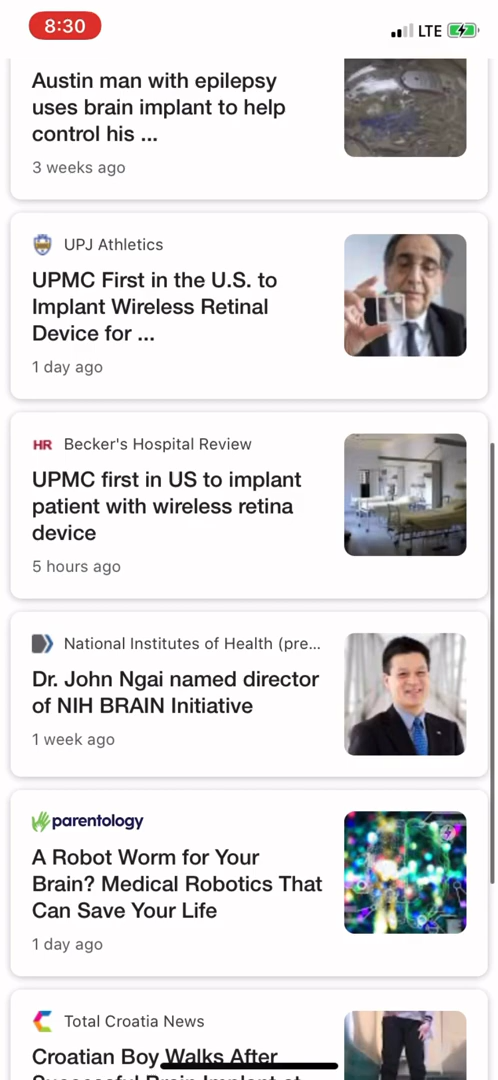 8:30
LTE
Austin man with epilepsy
uses brain implant to help
control his ...
3 weeks ago
UPJ Athletics
UPMC First in the U.S. to
Implant Wireless Retinal
Device for ...
1 day ago
HR Becker's Hospital Review
UPMC first in US to implant
patient with wireless retina
device
5 hours ago
National Institutes of Health (pre...
Dr. John Ngai named director
of NIH BRAIN Initiative
1 week ago
parentology
A Robot Worm for Your
Brain? Medical Robotics That
Can Save Your Life
1 day ago
Total Croatia News
Croatian Boy Walks After
Successful Brain Implant at